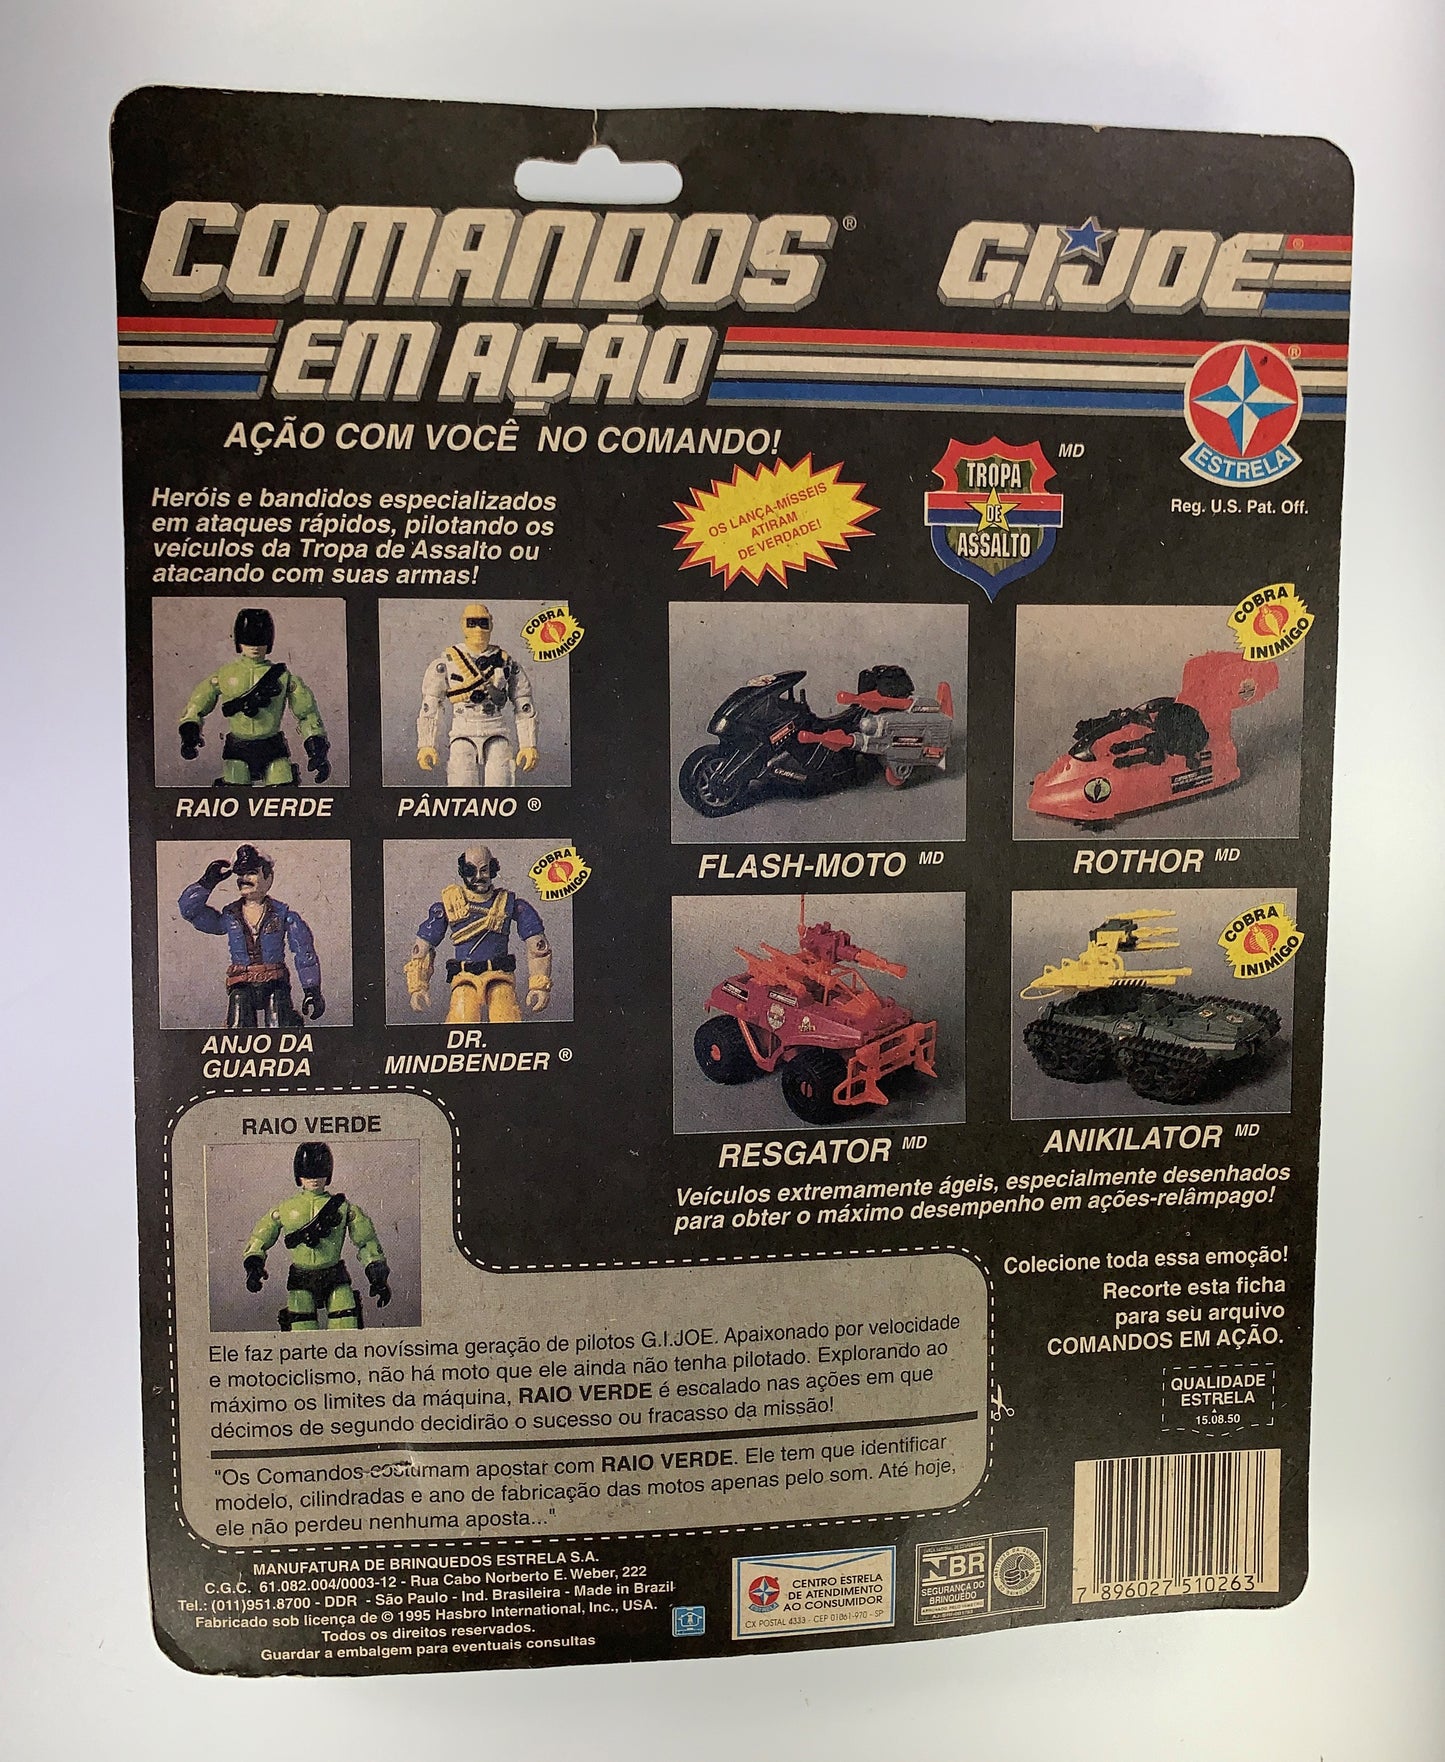 COMANDOS®
EM AÇÃO
G.I.JOE®
AÇÃO COM VOCÊ NO COMANDO!
Heróis e bandidos especializados
em ataques rápidos, pilotando os
veículos da Tropa de Assalto ou
atacando com suas armas!
OS LANÇA-MÍSSEIS
ATIRAM
DE VERDADE!
TROPA
DE
ASSALTO
MD
®
ESTRELA
Reg. U.S. Pat. Off.
RAIO VERDE
COBRA
INIMIGO
PÂNTANO ®
ANJO DA
GUARDA
COBRA
INIMIGO
DR.
MINDBENDER ®
FLASH-MOTO MD
COBRA
INIMIGO
ROTHOR MD
RESGATOR MD
COBRA
INIMIGO
ANIKILATOR MD
Veículos extremamente ágeis, especialmente desenhados
para obter o máximo desempenho em ações-relâmpago!
RAIO VERDE
Ele faz parte da novíssima geração de pilotos G.I.JOE. Apaixonado por velocidade
e motociclismo, não há moto que ele ainda não tenha pilotado. Explorando ao
máximo os limites da máquina, RAIO VERDE é escalado nas ações em que
décimos de segundo decidirão o sucesso ou fracasso da missão!
"Os Comandos costumam apostar com RAIO VERDE. Ele tem que identificar
modelo, cilindradas e ano de fabricação das motos apenas pelo som. Até hoje,
ele não perdeu nenhuma aposta..."
Colecione toda essa emoção!
Recorte esta ficha
para seu arquivo
COMANDOS EM AÇÃO.
QUALIDADE
ESTRELA
15.08.50
MANUFATURA DE BRINQUEDOS ESTRELA S.A.
C.G.C. 61.082.004/0003-12 - Rua Cabo Norberto E. Weber, 222
Tel.: (011)951.8700 - DDR - São Paulo - Ind. Brasileira - Made in Brazil
Fabricado sob licença de © 1995 Hasbro International, Inc., USA.
Todos os direitos reservados.
Guardar a embalgem para eventuais consultas
ESTRELA
CENTRO ESTRELA
DE ATENDIMENTO
AO CONSUMIDOR
CX POSTAL 4333 - CEP 01061-970 - SP
NBR
SEGURANÇA DO
BRINQUEDO
7 896027 510263